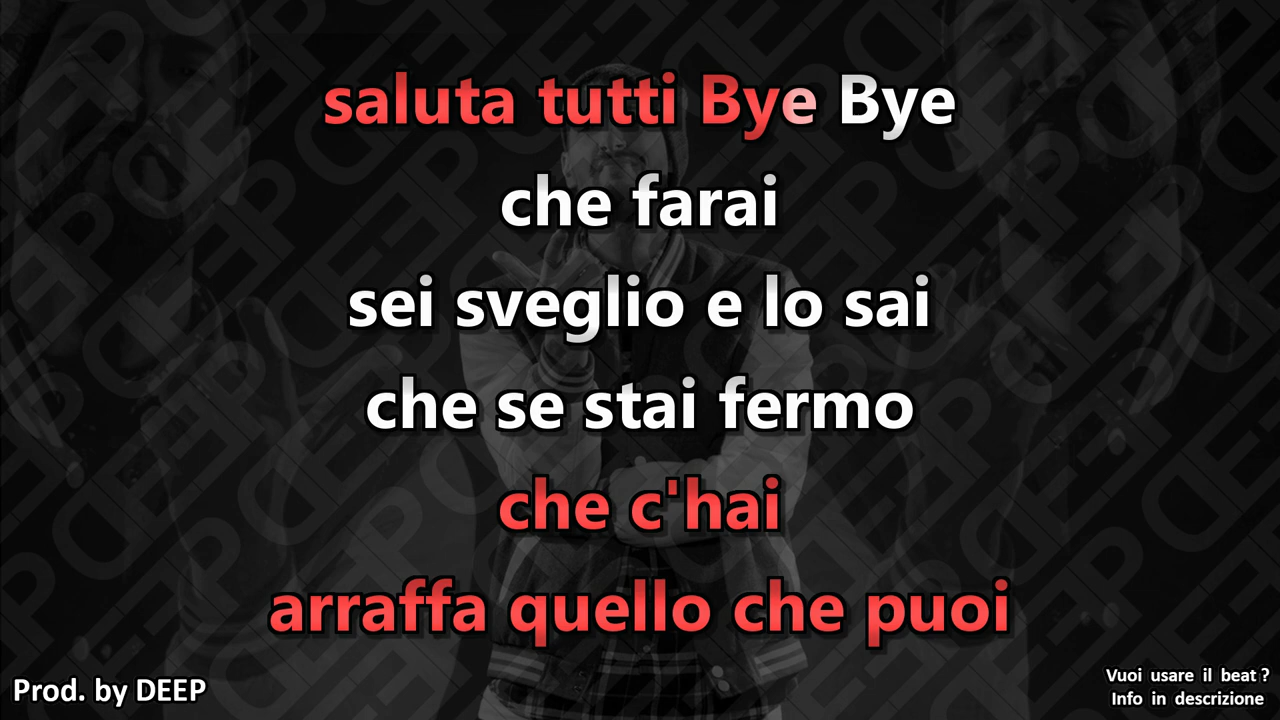 saluta tutti Bye Bye
che farai
sei sveglio e lo sai
che se stai fermo
che c'hai
arraffa quello che puoi
Prod. by DEEP
Vuoi usare il beat ?
Info in descrizione